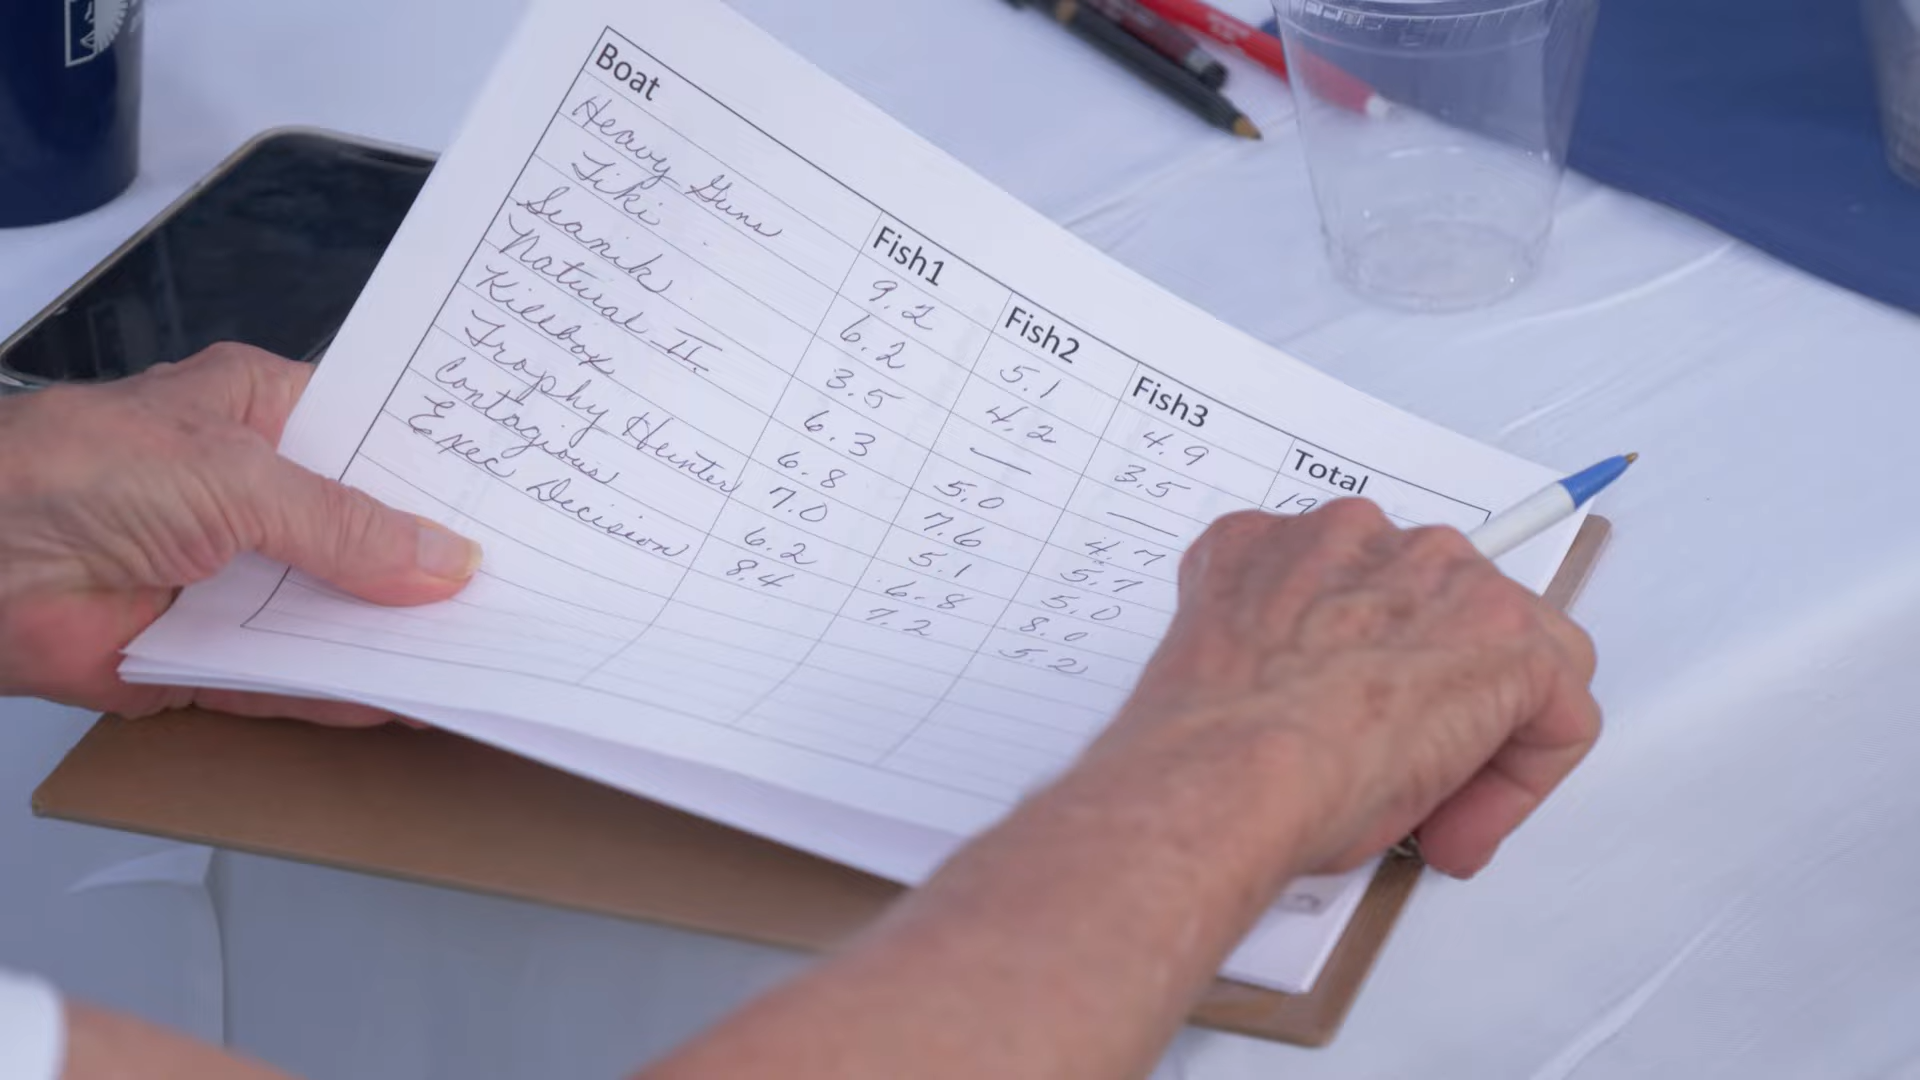 Boat Fish1 Fish2 Fish3 Total
Heavy Guns 9.2 5.1 4.9 19
Tiki 6.2 4.2 3.5
Seanik 3.5 — —
Natural II 6.3 5.0 4.7
Killbox 6.8 7.6 5.7
Trophy Hunter 7.0 5.1 5.0
Contagious 6.2 6.8 8.0
Exec Decision 8.4 7.2 5.2